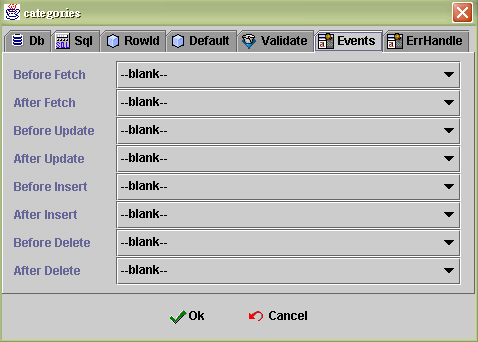 categories
Db Sql RowId Default Validate Events ErrHandle
Before Fetch --blank--
After Fetch --blank--
Before Update --blank--
After Update --blank--
Before Insert --blank--
After Insert --blank--
Before Delete --blank--
After Delete --blank--
Ok Cancel